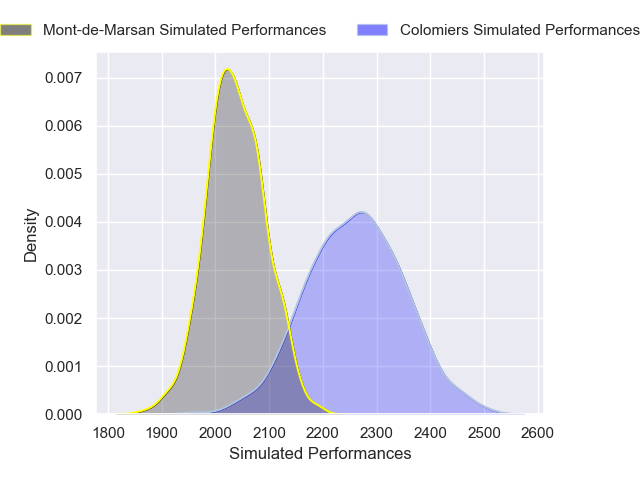 Mont-de-Marsan Simulated Performances
Colomiers Simulated Performances
0.007
0.006
0.005
0.004
0.003
0.002
0.001
0.000
Density
1800 1900 2000 2100 2200 2300 2400 2500 2600
Simulated Performances